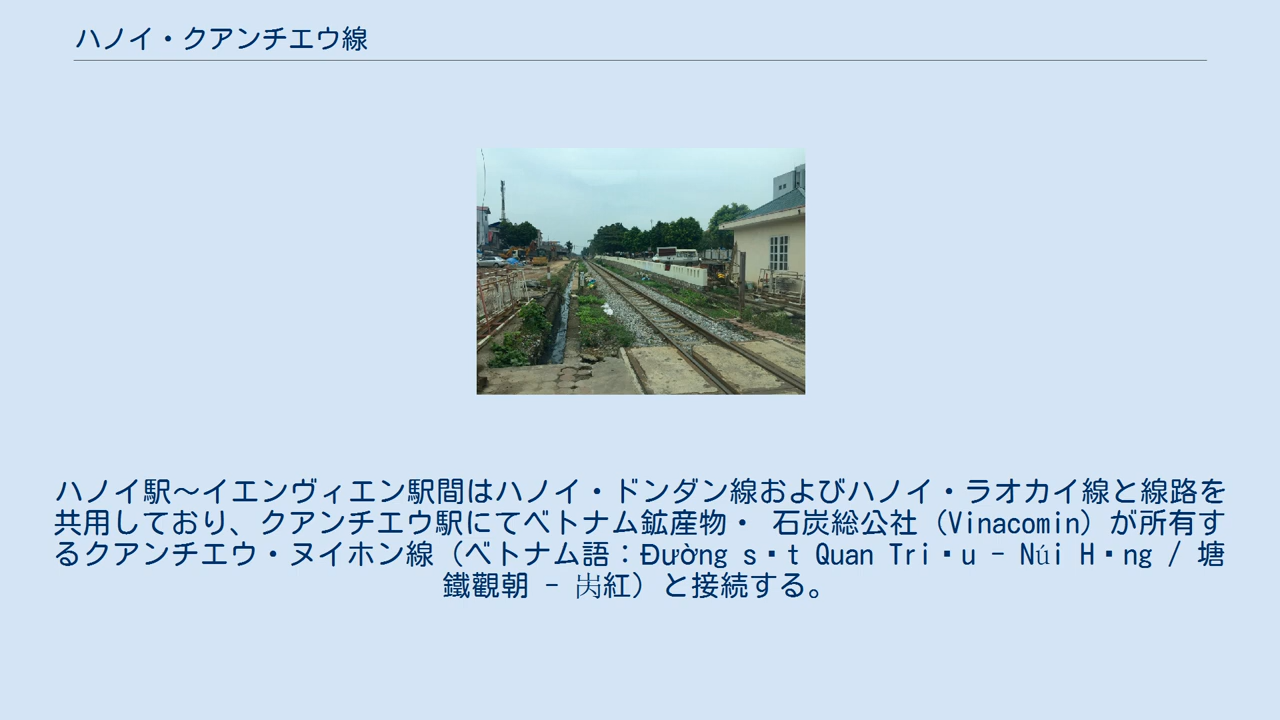 ハノイ・クアンチエウ線
ハノイ駅～イエンヴィエン駅間はハノイ・ドンダン線およびハノイ・ラオカイ線と線路を
共用しており、クアンチエウ駅にてベトナム鉱産物・ 石炭総公社（Vinacomin）が所有す
るクアンチエウ・ヌイホン線（ベトナム語：Đường Quan - Núi / 塘
鐵觀朝 - 紅）と接続する。